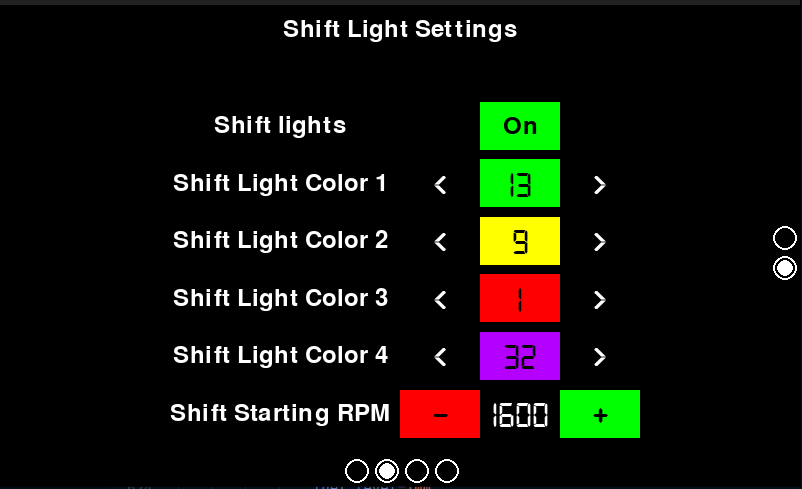 Shift Light Settings
Shift lights On
Shift Light Color 1 < 13 >
Shift Light Color 2 < 9 >
Shift Light Color 3 < 1 >
Shift Light Color 4 < 32 >
Shift Starting RPM - 1600 +